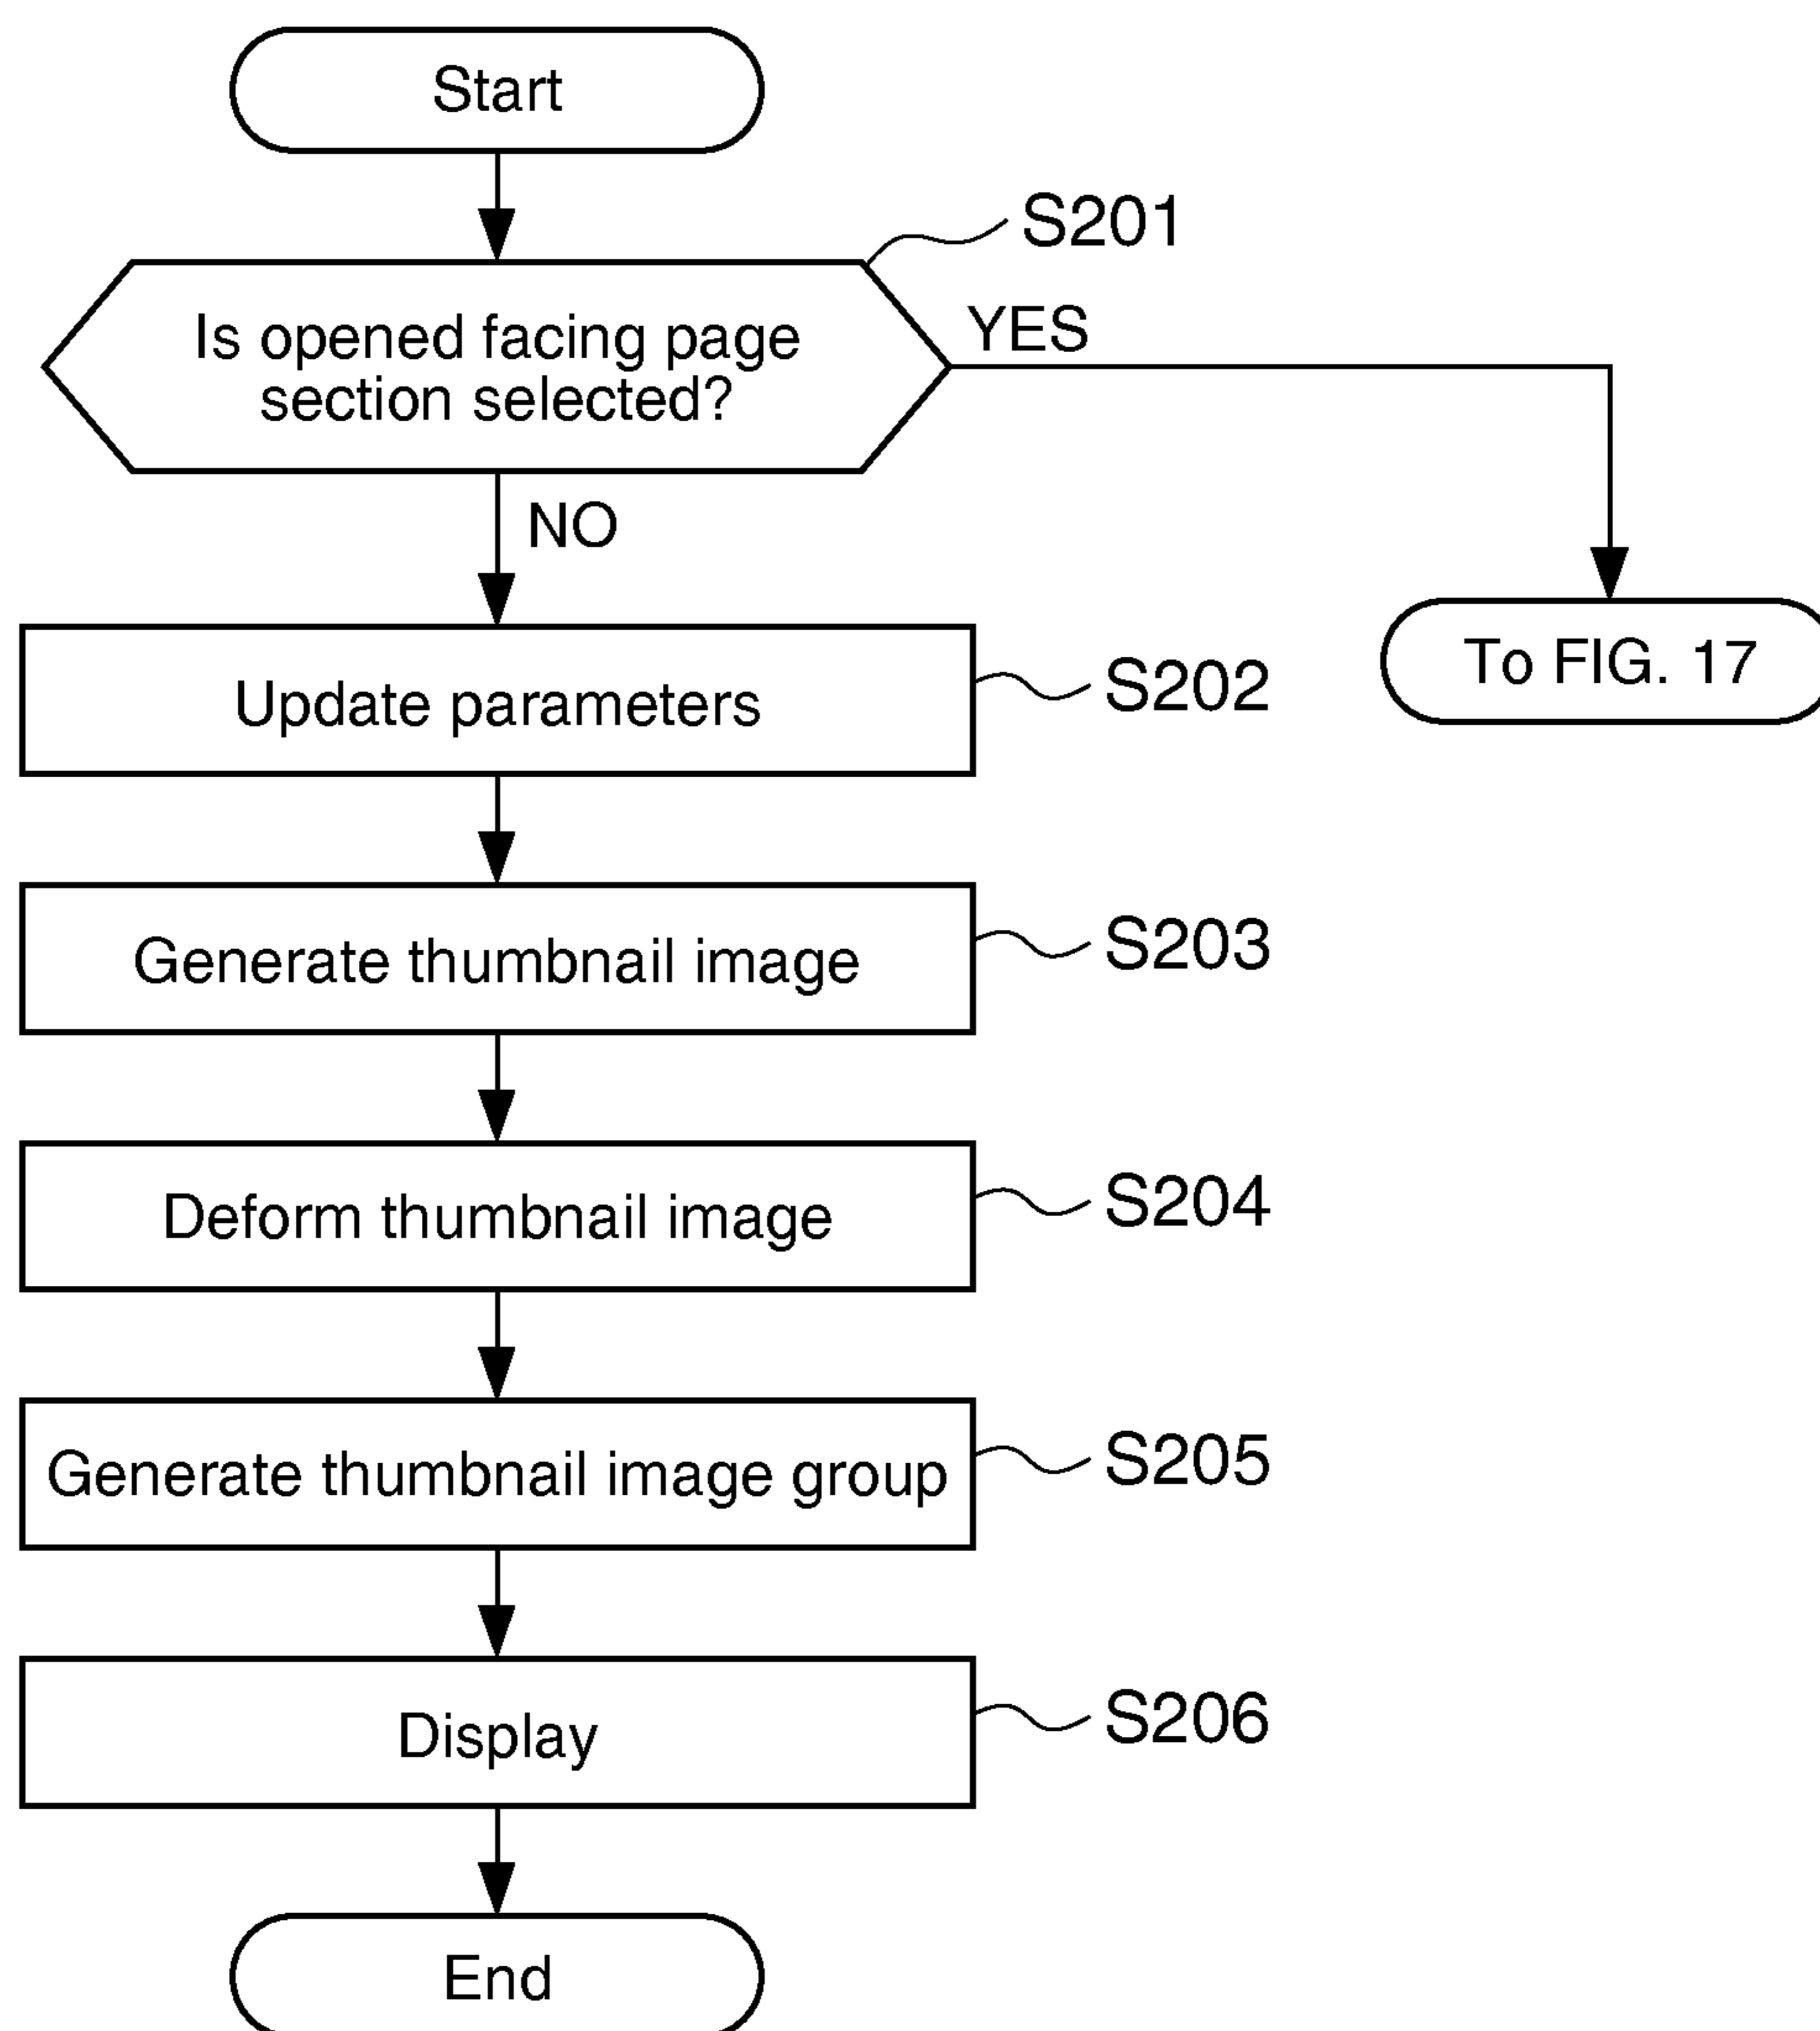 Start
S201
Is opened facing page
section selected?
YES
NO
To FIG. 17
Update parameters
S202
Generate thumbnail image
S203
Deform thumbnail image
S204
Generate thumbnail image group
S205
Display
S206
End